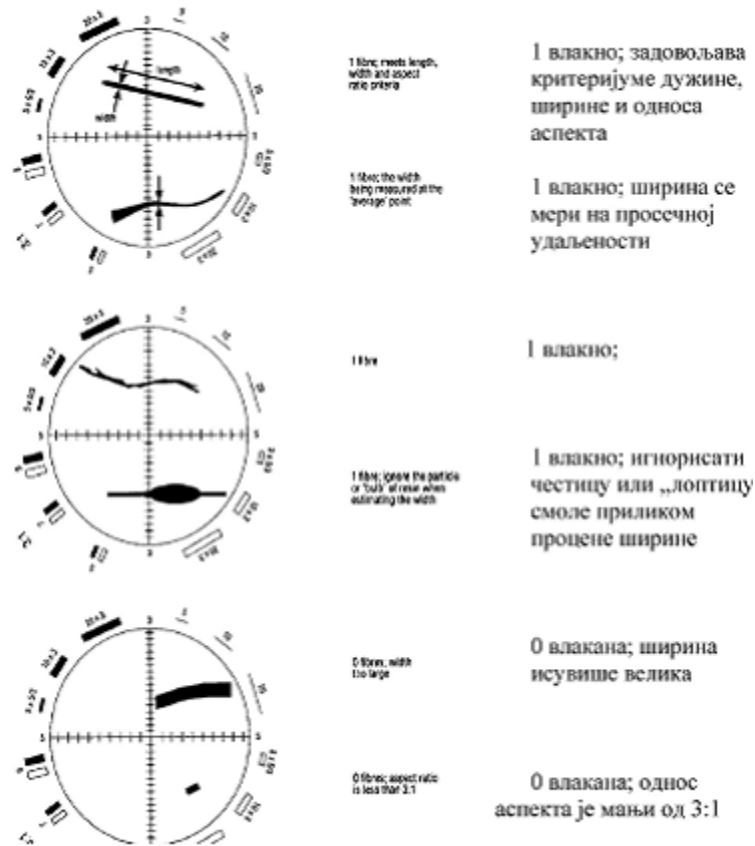 1 fibre; meets length,
width and aspect
ratio criteria
1 влакно; задовољава
критеријуме дужине,
ширине и односа
аспекта
length
width
1 fibre; the width
being measured at the
'average' point
1 влакно; ширина се
мери на просечној
удаљености
1 fibre
1 влакно;
1 fibre; ignore the particle
or 'bulb' of resin when
estimating the width
1 влакно; игнорисати
честицу или „лоптицу
смоле приликом
процене ширине
0 fibres; width
too large
0 влакана; ширина
исувише велика
0 fibres; aspect ratio
is less than 3:1
0 влакана; однос
аспекта је мањи од 3:1